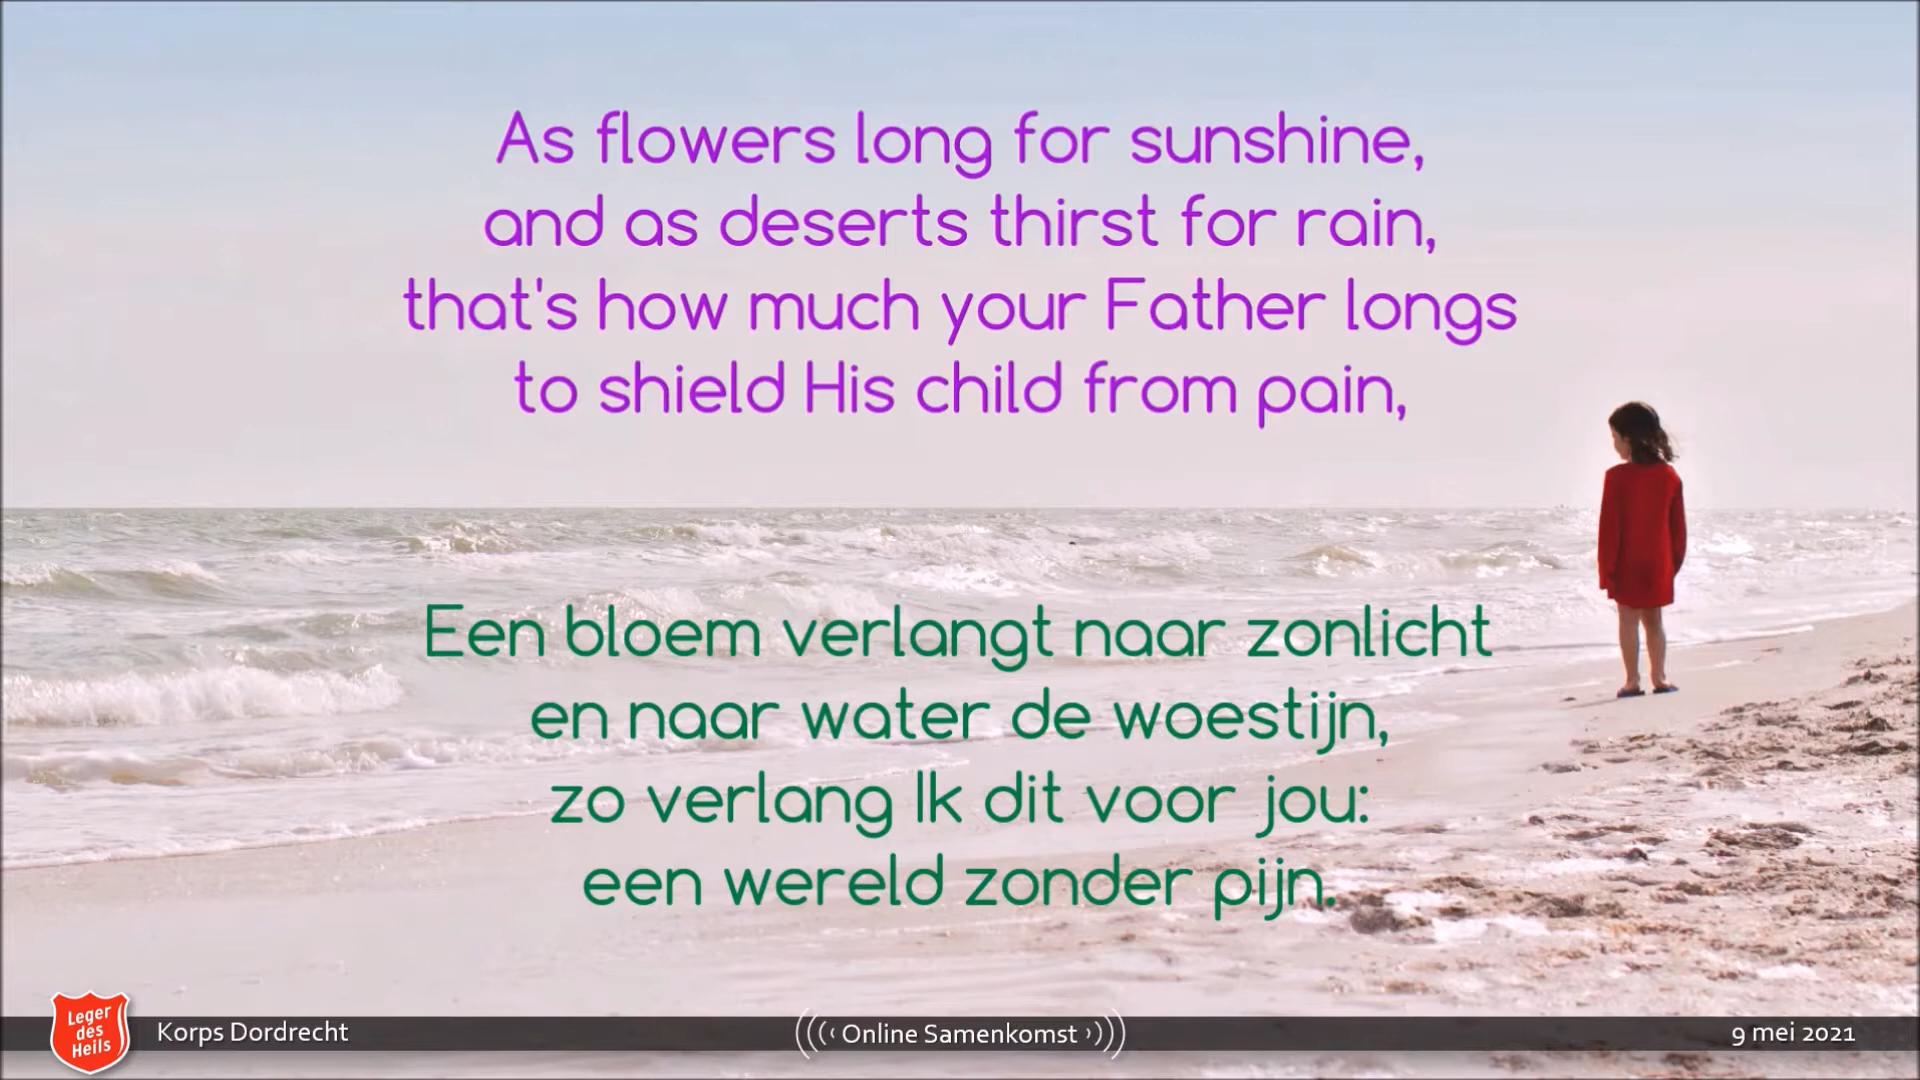 As flowers long for sunshine,
and as deserts thirst for rain,
that's how much your Father longs
to shield His child from pain,
Een bloem verlangt naar zonlicht
en naar water de woestijn,
zo verlang Ik dit voor jou:
een wereld zonder pijn.
Leger
des
Heils
Korps Dordrecht
Online Samenkomst
9 mei 2021